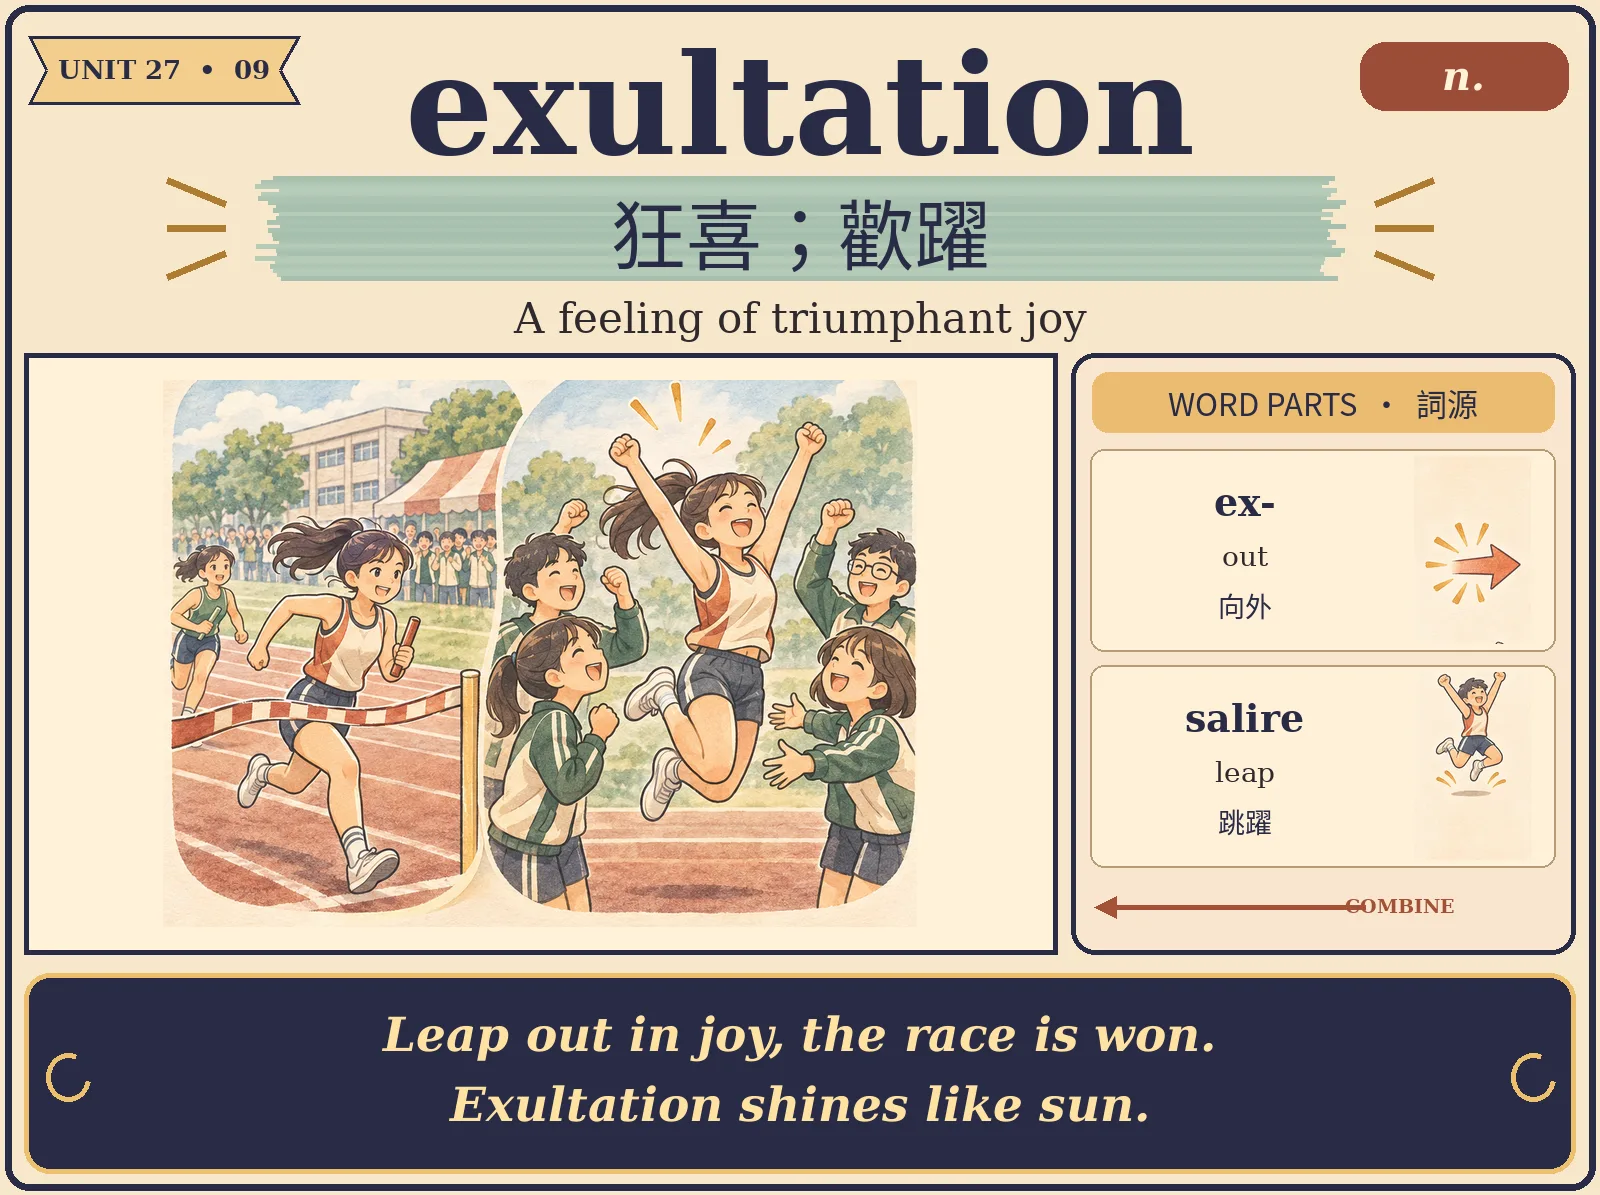 UNIT 27 • 09
exultation
n.
狂喜；歡躍
A feeling of triumphant joy
WORD PARTS • 詞源
ex-
out
向外
salire
leap
跳躍
COMBINE
Leap out in joy, the race is won.
Exultation shines like sun.